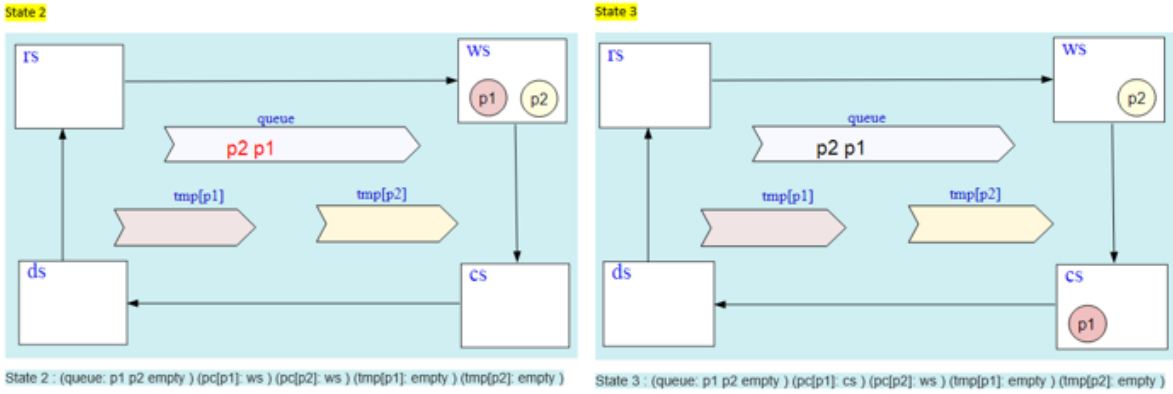 State 2
rs
ws
p1 p2
queue
p2 p1
tmp[p1] tmp[p2]
ds
cs
State 2 : (queue: p1 p2 empty ) (pc[p1]: ws ) (pc[p2]: ws ) (tmp[p1]: empty ) (tmp[p2]: empty )
State 3
rs
ws
p2
queue
p2 p1
tmp[p1] tmp[p2]
ds
cs
p1
State 3 : (queue: p1 p2 empty ) (pc[p1]: cs ) (pc[p2]: ws ) (tmp[p1]: empty ) (tmp[p2]: empty )